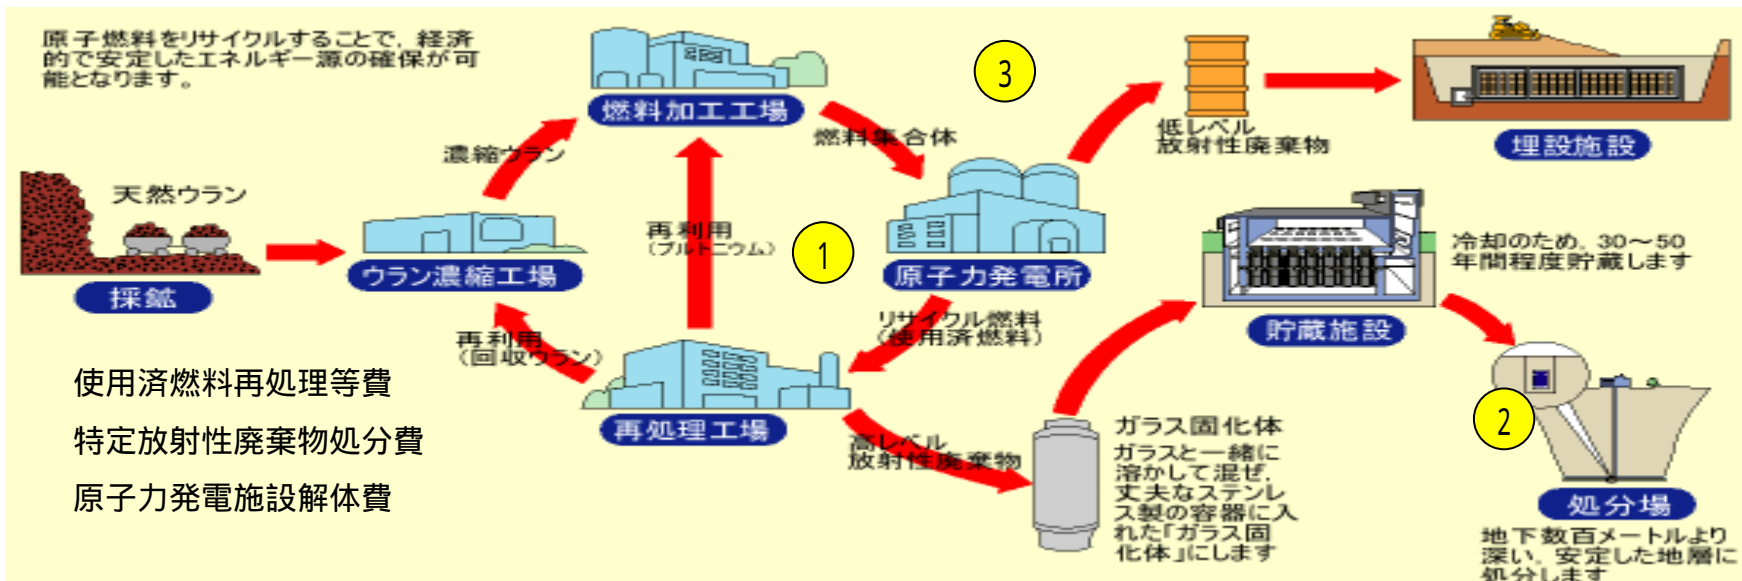 原子燃料をリサイクルすることで，経済
的で安定したエネルギー源の確保が可
能となります。
燃料加工工場
3
低レベル
放射性廃棄物
埋設施設
濃縮ウラン
燃料集合体
天然ウラン
採鉱
ウラン濃縮工場
再利用
（プルトニウム）
1
原子力発電所
冷却のため，30～50
年間程度貯蔵します
貯蔵施設
再利用
（回収ウラン）
リサイクル燃料
（使用済燃料）
再処理工場
使用済燃料再処理等費
特定放射性廃棄物処分費
原子力発電施設解体費
高レベル
放射性廃棄物
ガラス固化体
ガラスと一緒に
溶かして混ぜ，
丈夫なステンレ
ス製の容器に入
れた「ガラス固
化体」にします
2
処分場
地下数百メートルより
深い，安定した地層に
処分します